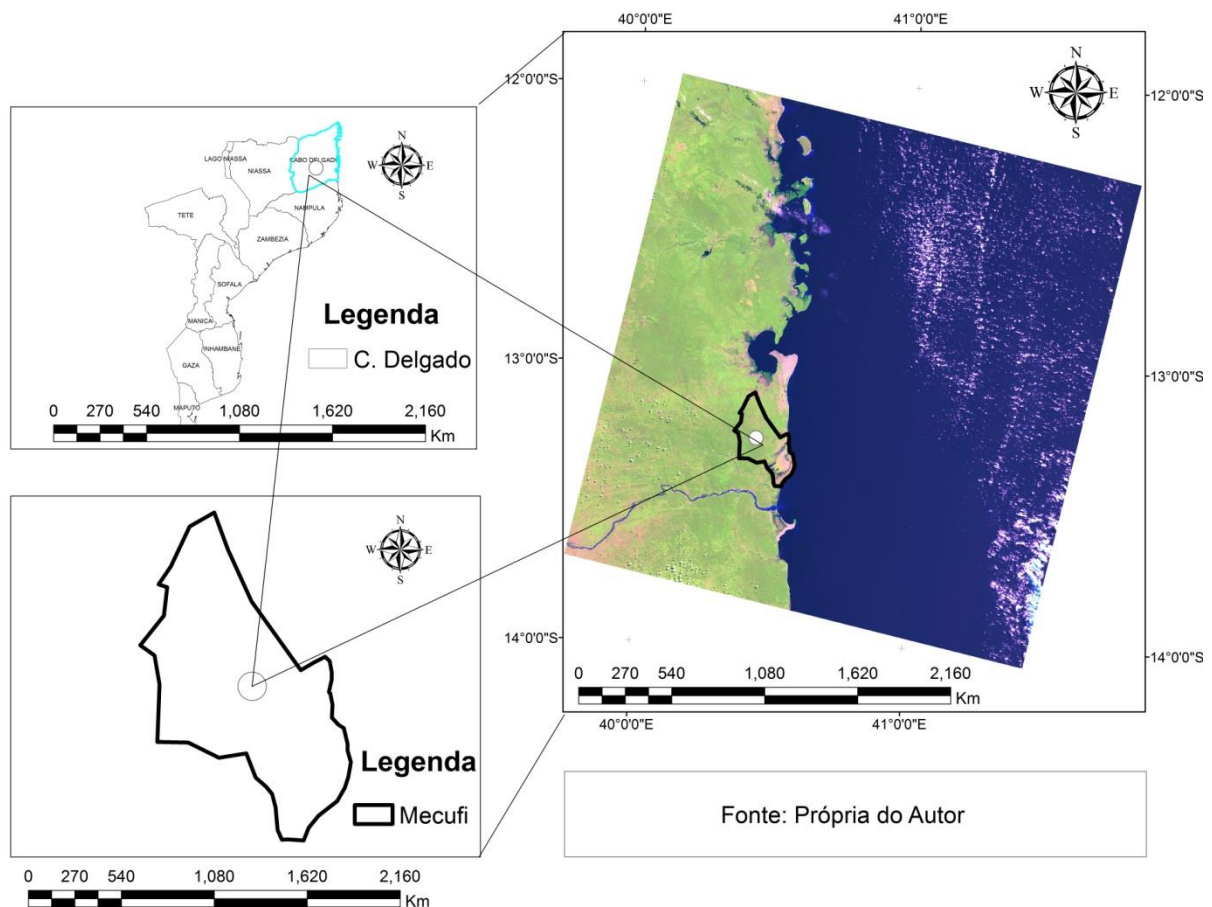 40°0'0"E 41°0'0"E
N
W E
S
12°0'0"S 12°0'0"S
13°0'0"S 13°0'0"S
14°0'0"S 14°0'0"S
0 270 540 1,080 1,620 2,160
Km
40°0'0"E 41°0'0"E
N
W E
S
LAGO NIASSA
NIASSA
CABO DELGADO
NAMPULA
TETE
ZAMBEZIA
SOFALA
MANICA
INHAMBANE
GAZA
MAPUTO
Legenda
C. Delgado
0 270 540 1,080 1,620 2,160
Km
N
W E
S
Legenda
Mecufi
0 270 540 1,080 1,620 2,160
Km
Fonte: Própria do Autor